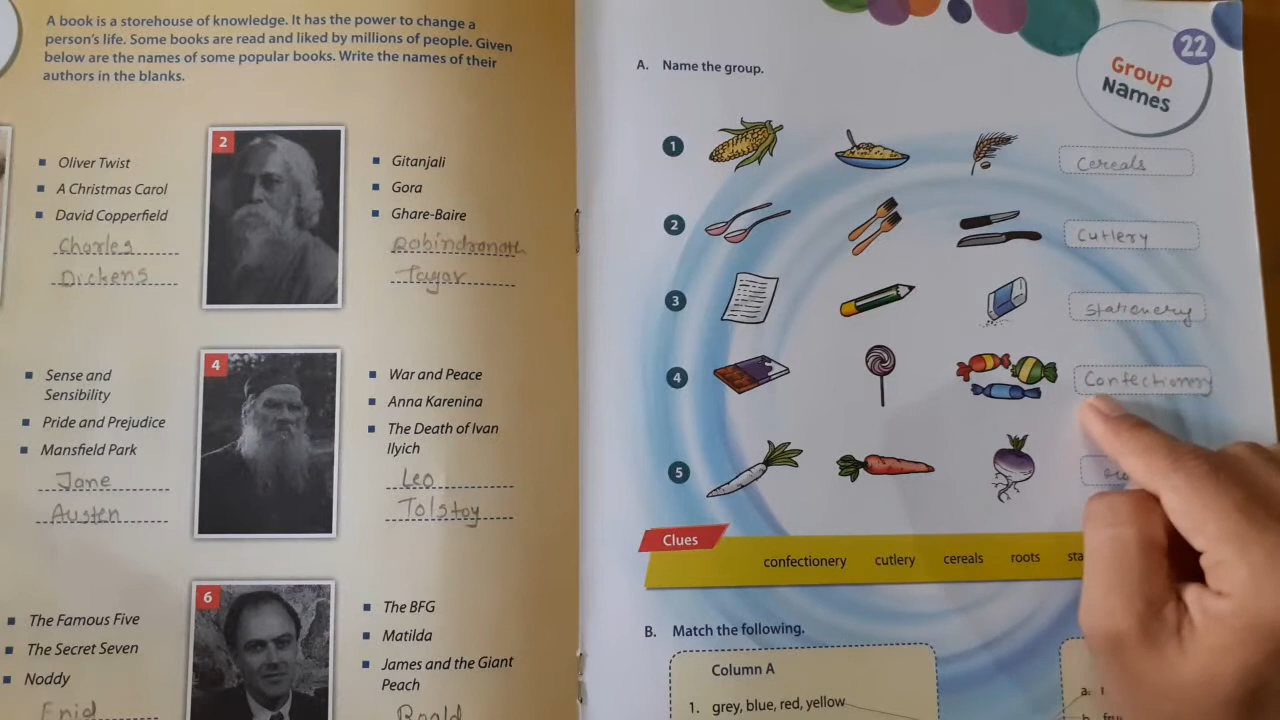 A book is a storehouse of knowledge. It has the power to change a
person's life. Some books are read and liked by millions of people. Given
below are the names of some popular books. Write the names of their
authors in the blanks.
Oliver Twist
A Christmas Carol
David Copperfield
Charles
Dickens
2
Gitanjali
Gora
Ghare-Baire
Rabindranath
Tagor
Sense and
Sensibility
Pride and Prejudice
Mansfield Park
Jane
Austen
4
War and Peace
Anna Karenina
The Death of Ivan
Ilyich
Leo
Tolstoy
The Famous Five
The Secret Seven
Noddy
Enid
6
The BFG
Matilda
James and the Giant
Peach
Roald
22
Group
Names
A. Name the group.
1
Cereals
2
Cutlery
3
Stationery
4
Confectionery
5
Clues
confectionery cutlery cereals roots sta
B. Match the following.
Column A
1. grey, blue, red, yellow
a.
b.